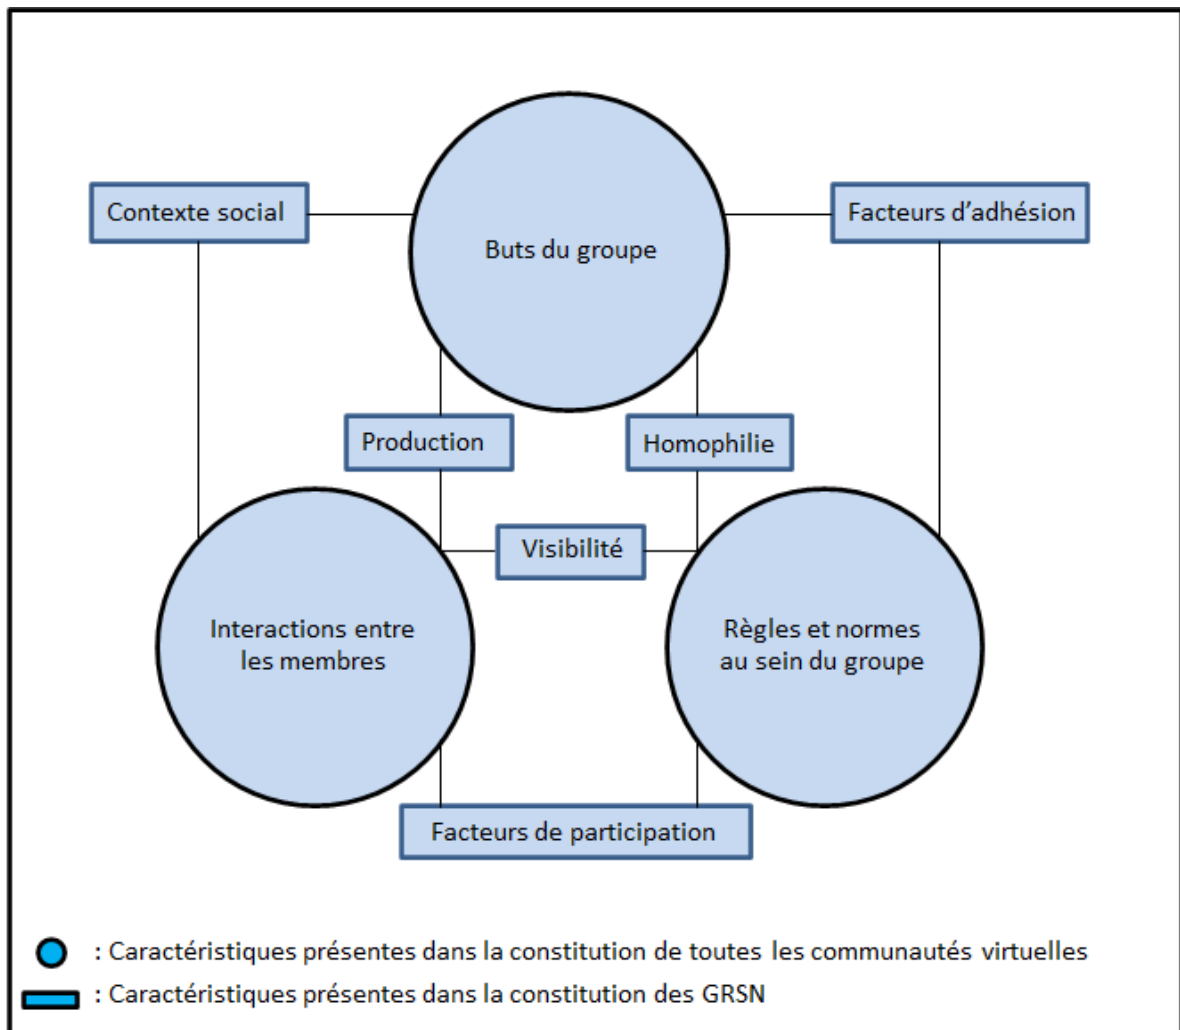 Contexte social
Buts du groupe
Facteurs d'adhésion
Production
Homophilie
Visibilité
Interactions entre
les membres
Règles et normes
au sein du groupe
Facteurs de participation
: Caractéristiques présentes dans la constitution de toutes les communautés virtuelles
: Caractéristiques présentes dans la constitution des GRSN